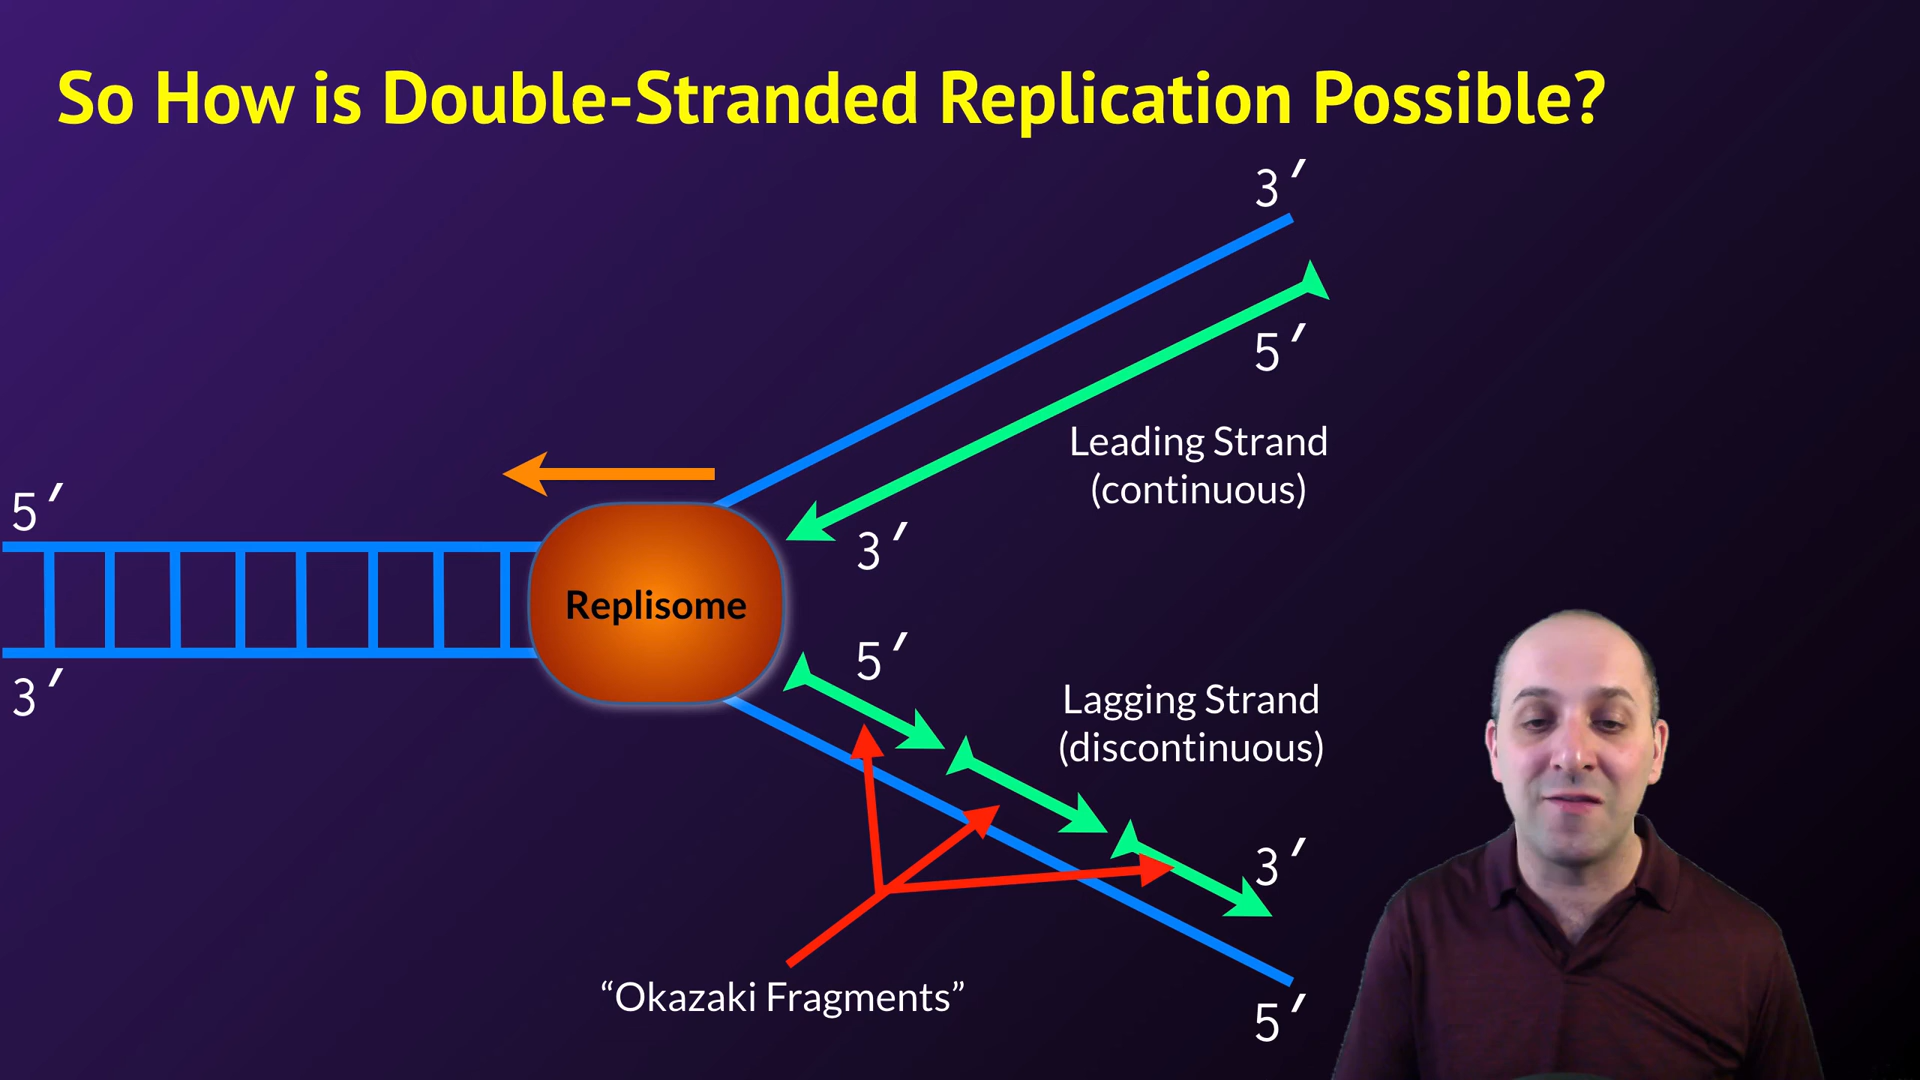 So How is Double-Stranded Replication Possible?
3′
5′
Leading Strand
(continuous)
5′
3′
Replisome
5′
3′
Lagging Strand
(discontinuous)
3′
“Okazaki Fragments”
5′